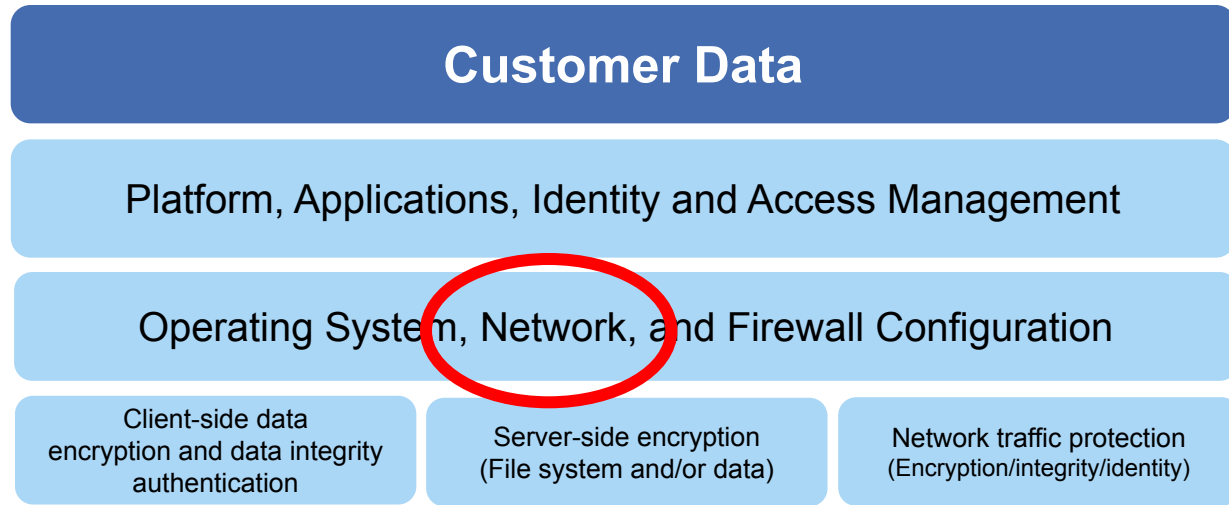 Customer Data
Platform, Applications, Identity and Access Management
Operating System, Network, and Firewall Configuration
Client-side data
encryption and data integrity
authentication
Server-side encryption
(File system and/or data)
Network traffic protection
(Encryption/integrity/identity)